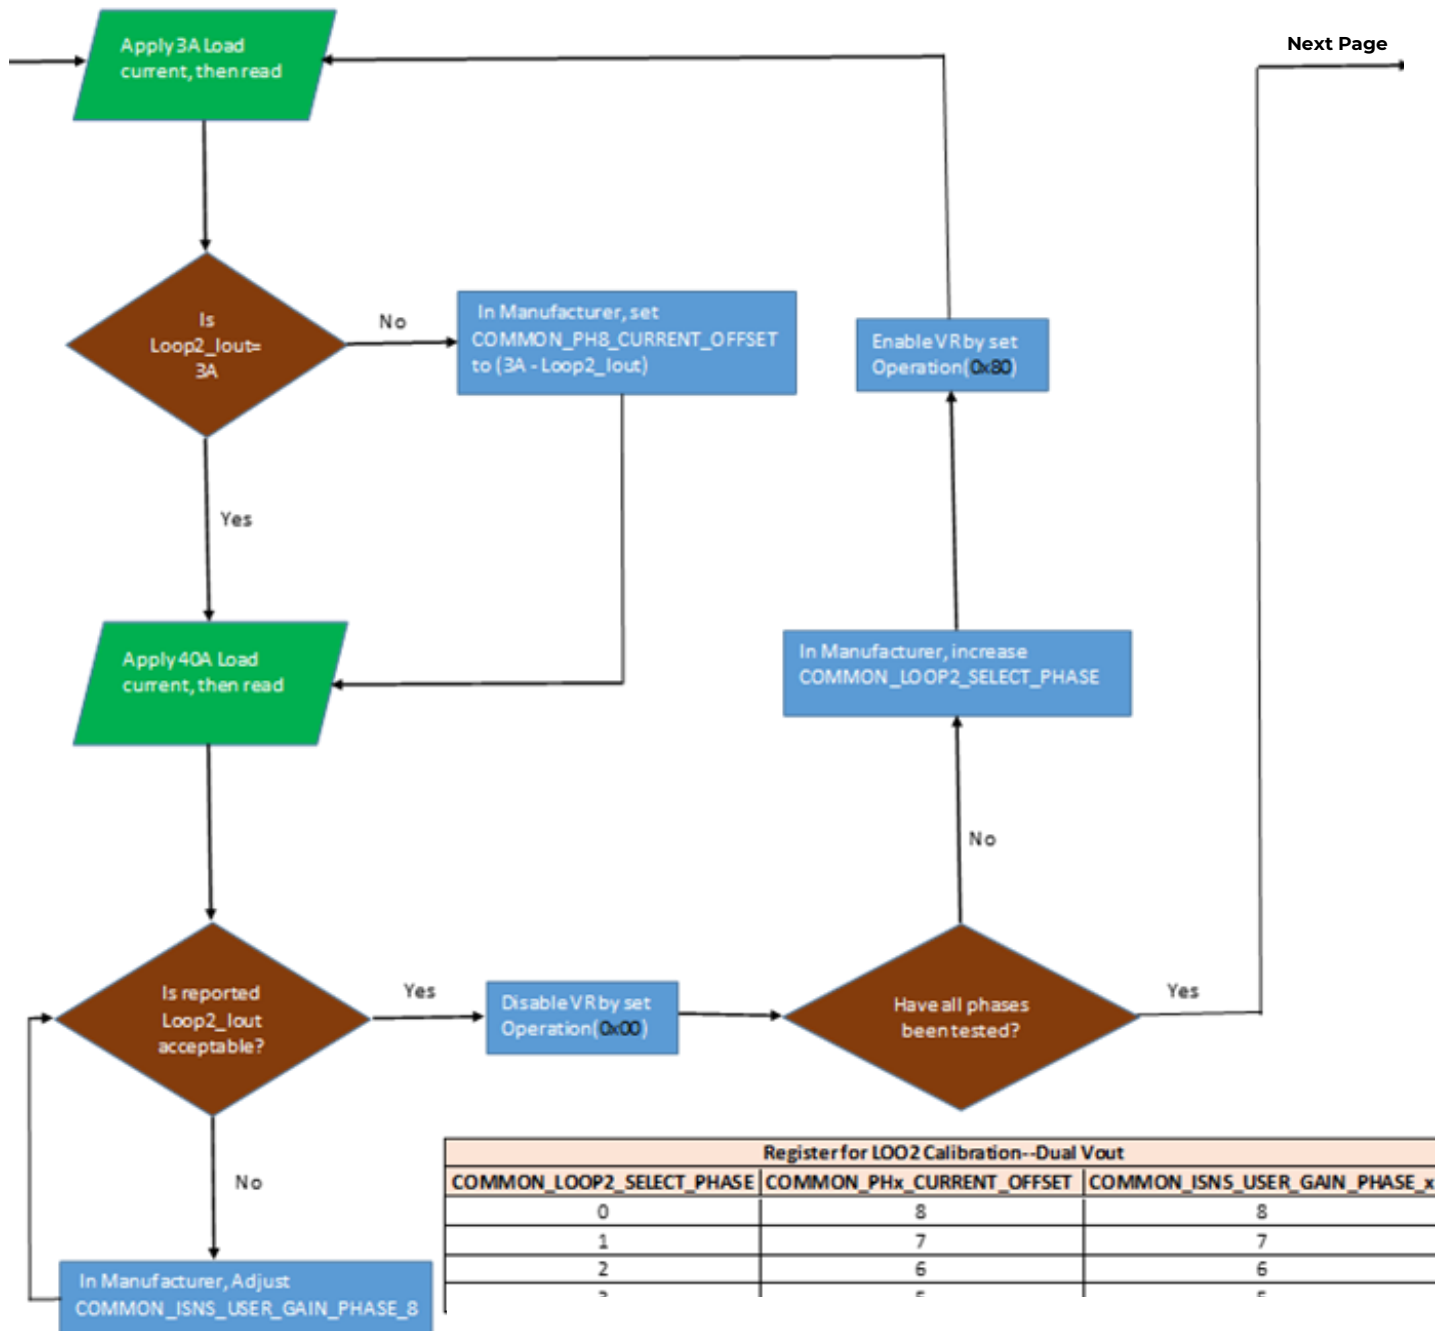 Apply 3A Load
current, then read
Next Page
Is
Loop2_Iout=
3A
No
In Manufacturer, set
COMMON_PH8_CURRENT_OFFSET
to (3A - Loop2_Iout)
Enable VR by set
Operation(0x80)
Yes
Apply 40A Load
current, then read
In Manufacturer, increase
COMMON_LOOP2_SELECT_PHASE
No
Is reported
Loop2_Iout
acceptable?
Yes
Disable VR by set
Operation(0x00)
Have all phases
been tested?
Yes
No
In Manufacturer, Adjust
COMMON_ISNS_USER_GAIN_PHASE_8
Register for LOO2 Calibration--Dual Vout
COMMON_LOOP2_SELECT_PHASE COMMON_PHx_CURRENT_OFFSET COMMON_ISNS_USER_GAIN_PHASE_x
0 8 8
1 7 7
2 6 6